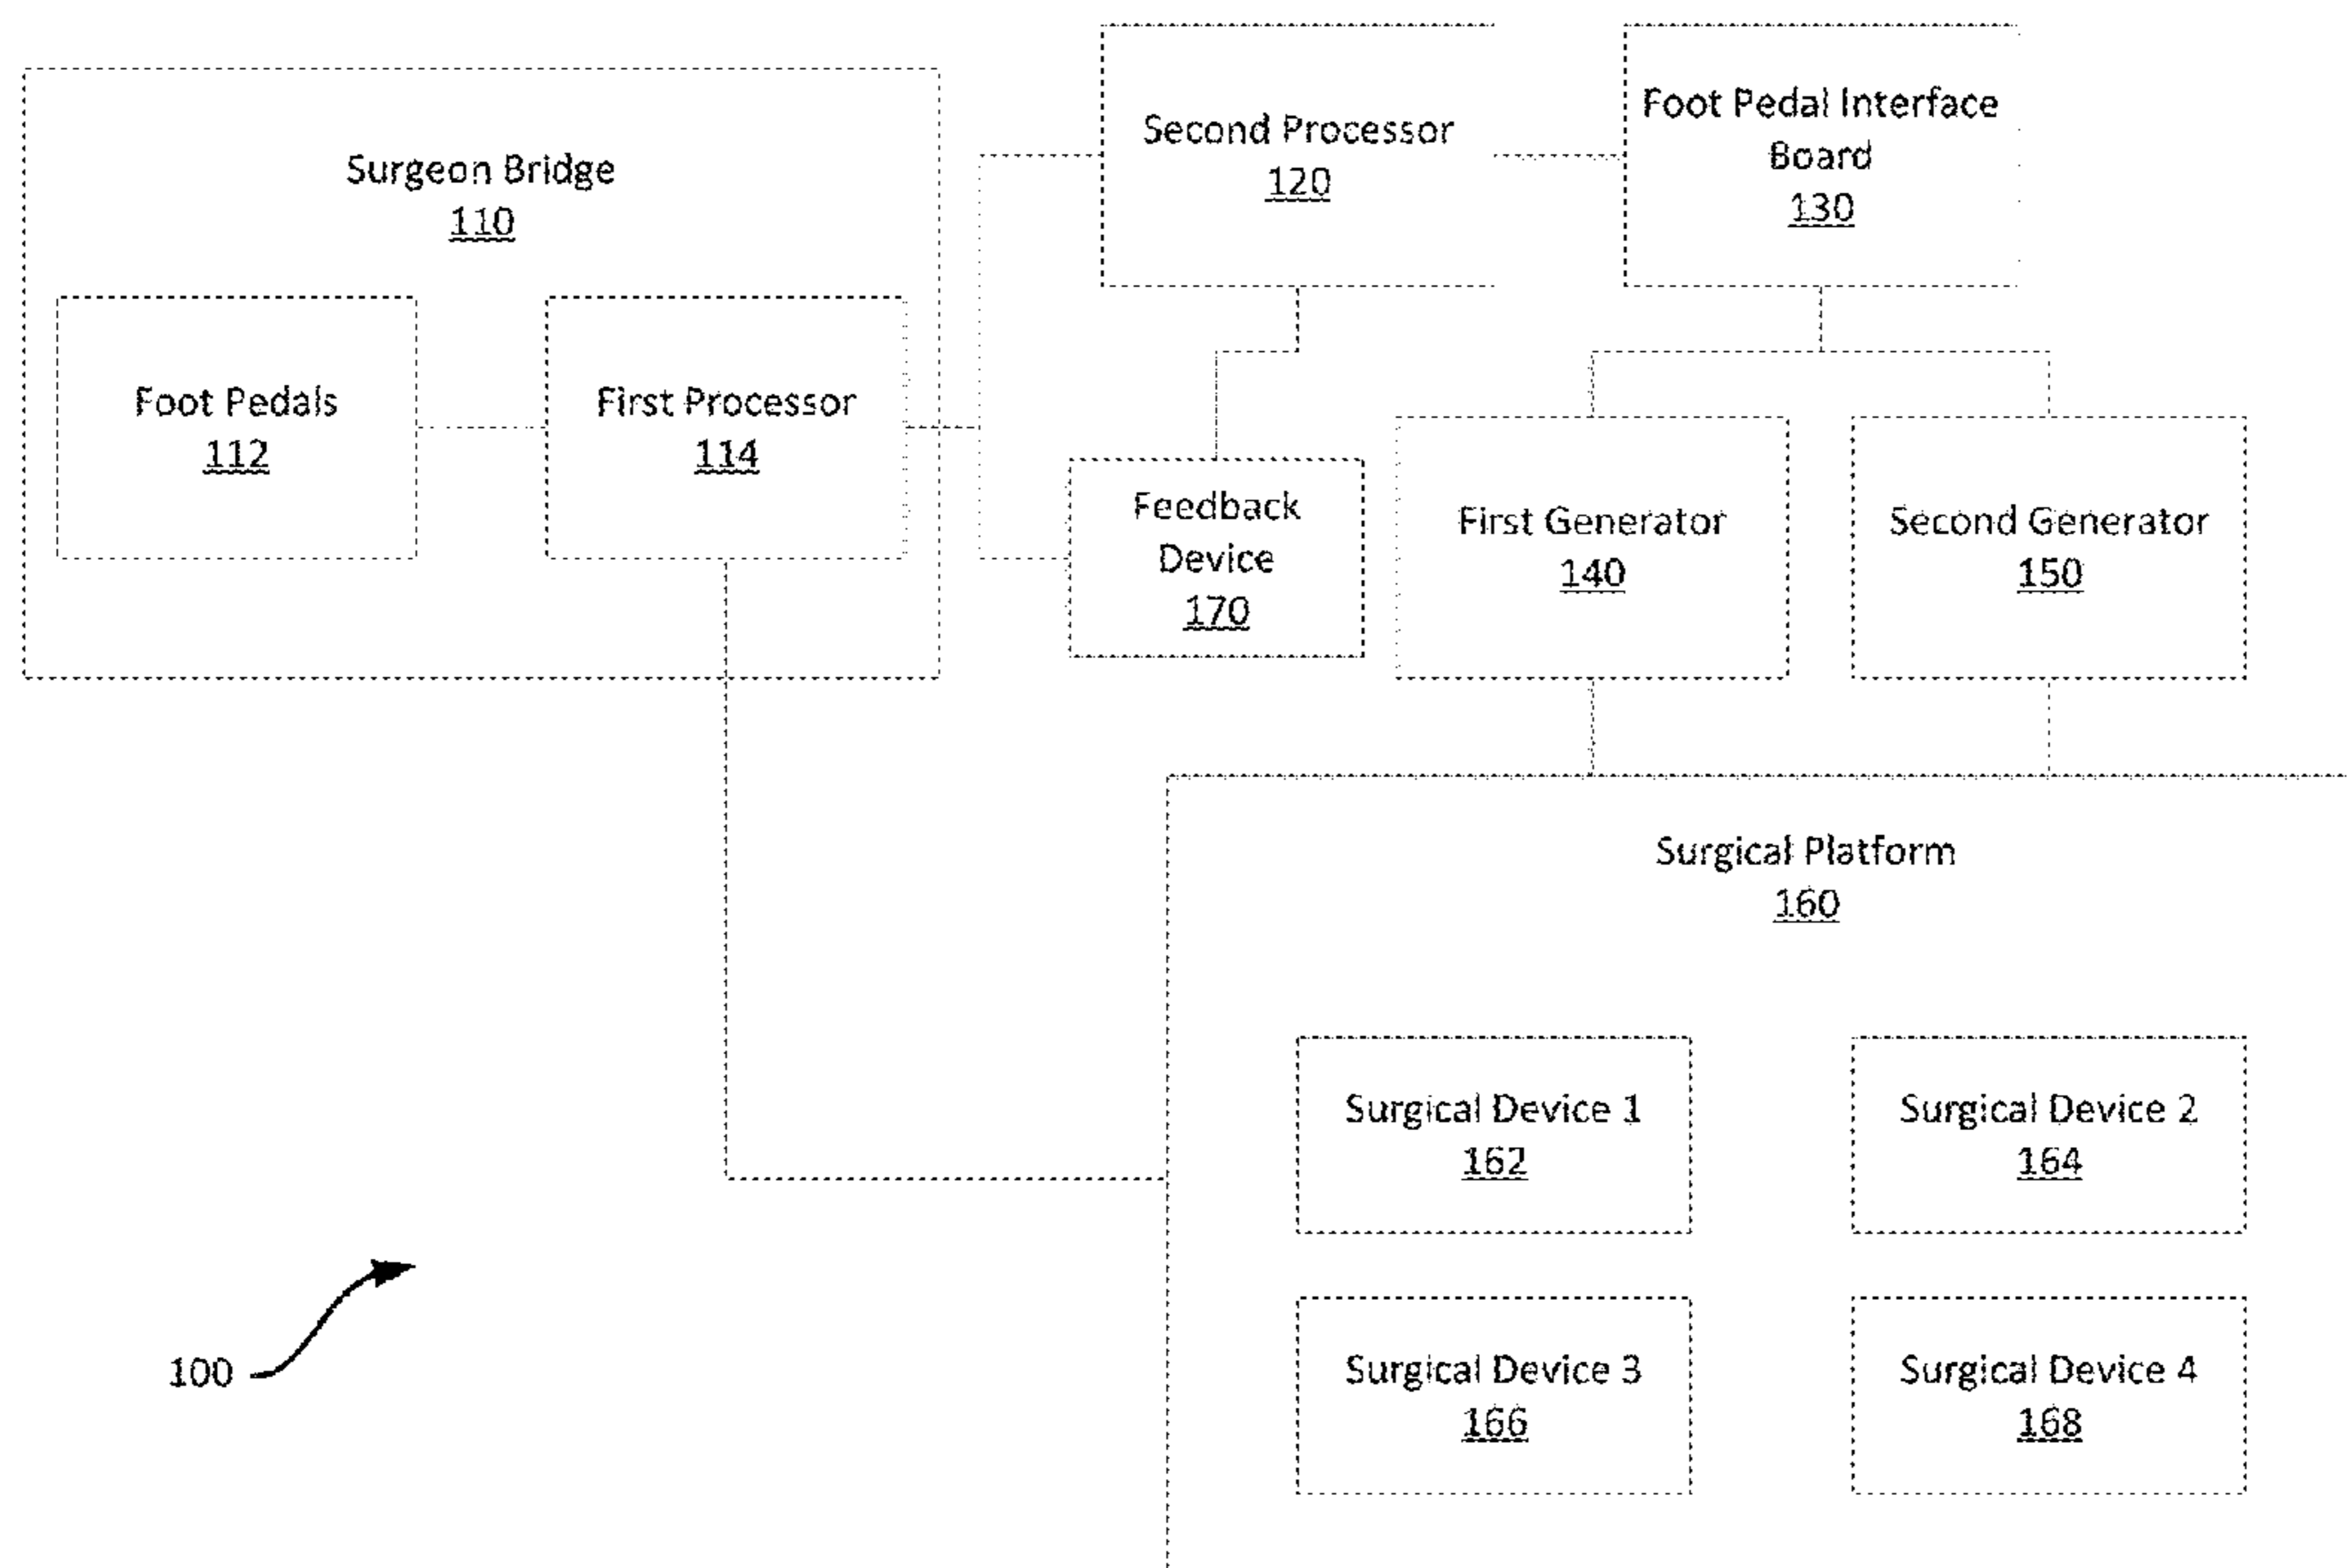 Surgeon Bridge
110
Foot Pedals
112
First Processor
114
Second Processor
120
Foot Pedal Interface
Board
130
Feedback
Device
170
First Generator
140
Second Generator
150
Surgical Platform
160
Surgical Device 1
162
Surgical Device 2
164
Surgical Device 3
166
Surgical Device 4
168
100